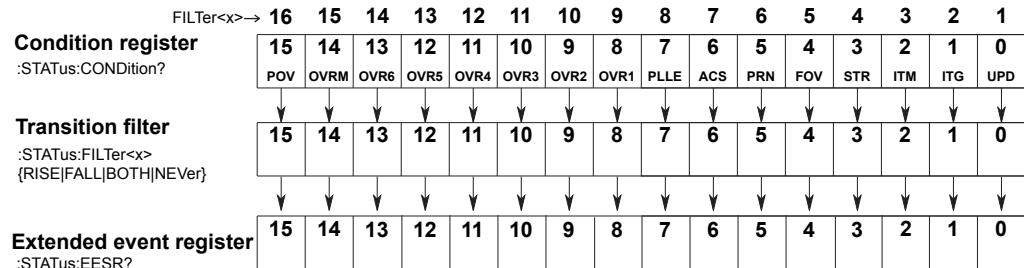 FILTer<x>→ 16 15 14 13 12 11 10 9 8 7 6 5 4 3 2 1
Condition register
:STATus:CONDition?
15 14 13 12 11 10 9 8 7 6 5 4 3 2 1 0
POV OVRM OVR6 OVR5 OVR4 OVR3 OVR2 OVR1 PLLE ACS PRN FOV STR ITM ITG UPD
Transition filter
:STATus:FILTer<x>
{RISE|FALL|BOTH|NEVer}
15 14 13 12 11 10 9 8 7 6 5 4 3 2 1 0
Extended event register
:STATus:EESR?
15 14 13 12 11 10 9 8 7 6 5 4 3 2 1 0